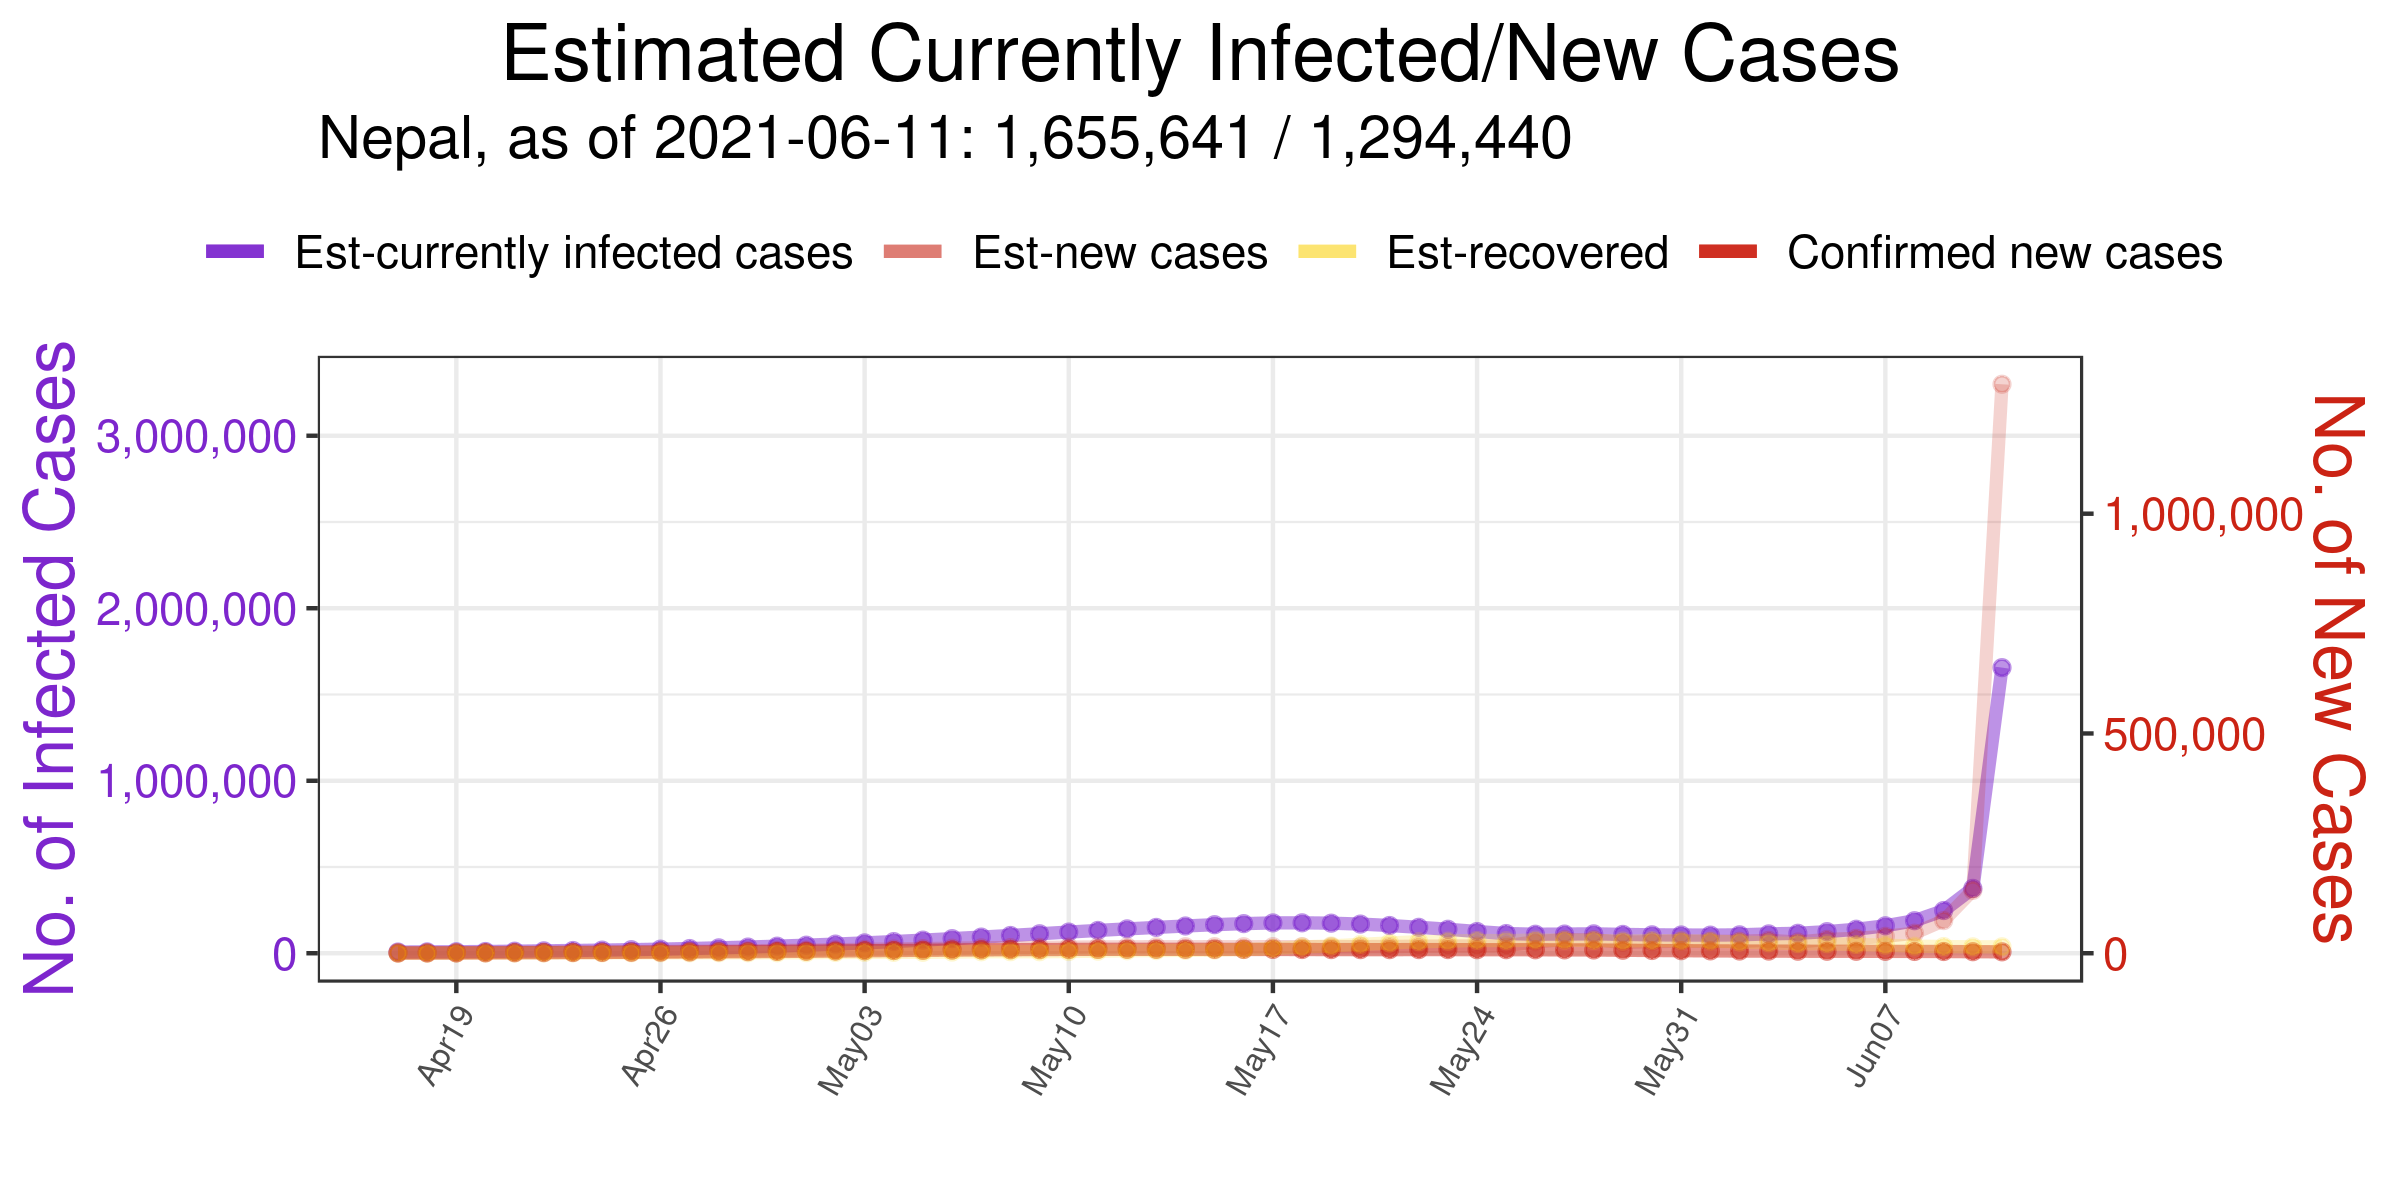 Estimated Currently Infected/New Cases
Nepal, as of 2021-06-11: 1,655,641 / 1,294,440
Est-currently infected cases Est-new cases Est-recovered Confirmed new cases
No. of Infected Cases
3,000,000
2,000,000
1,000,000
0
1,000,000
500,000
0
No. of New Cases
Apr19 Apr26 May03 May10 May17 May24 May31 Jun07